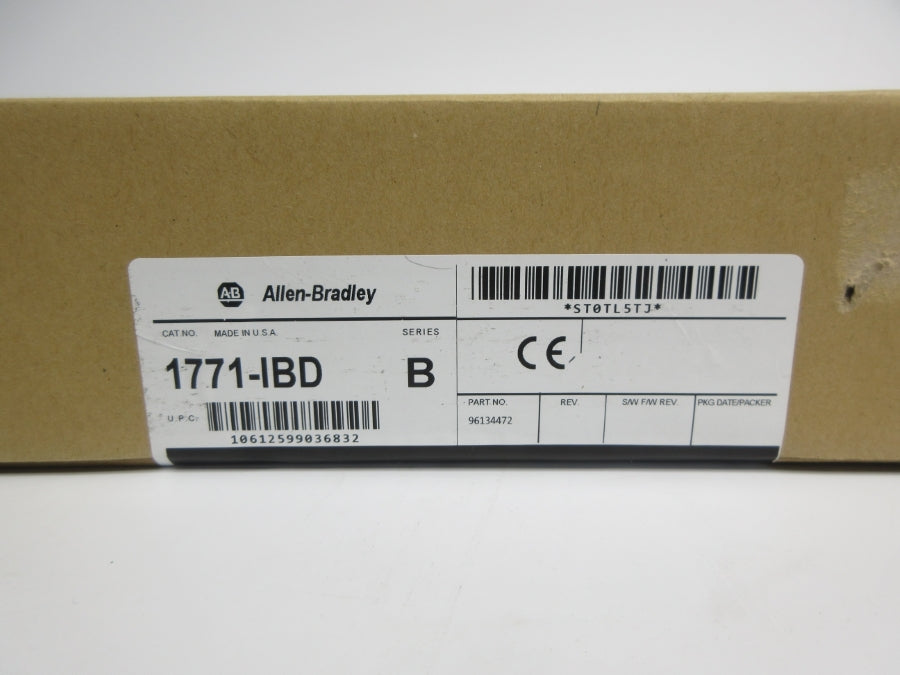 AB Allen-Bradley
CAT NO. MADE IN U.S.A. SERIES
1771-IBD B
U.P.C.
10612599036832
*ST0TL5TJ*
CE
PART NO. REV. S/W F/W REV. PKG DATE/PACKER
96134472